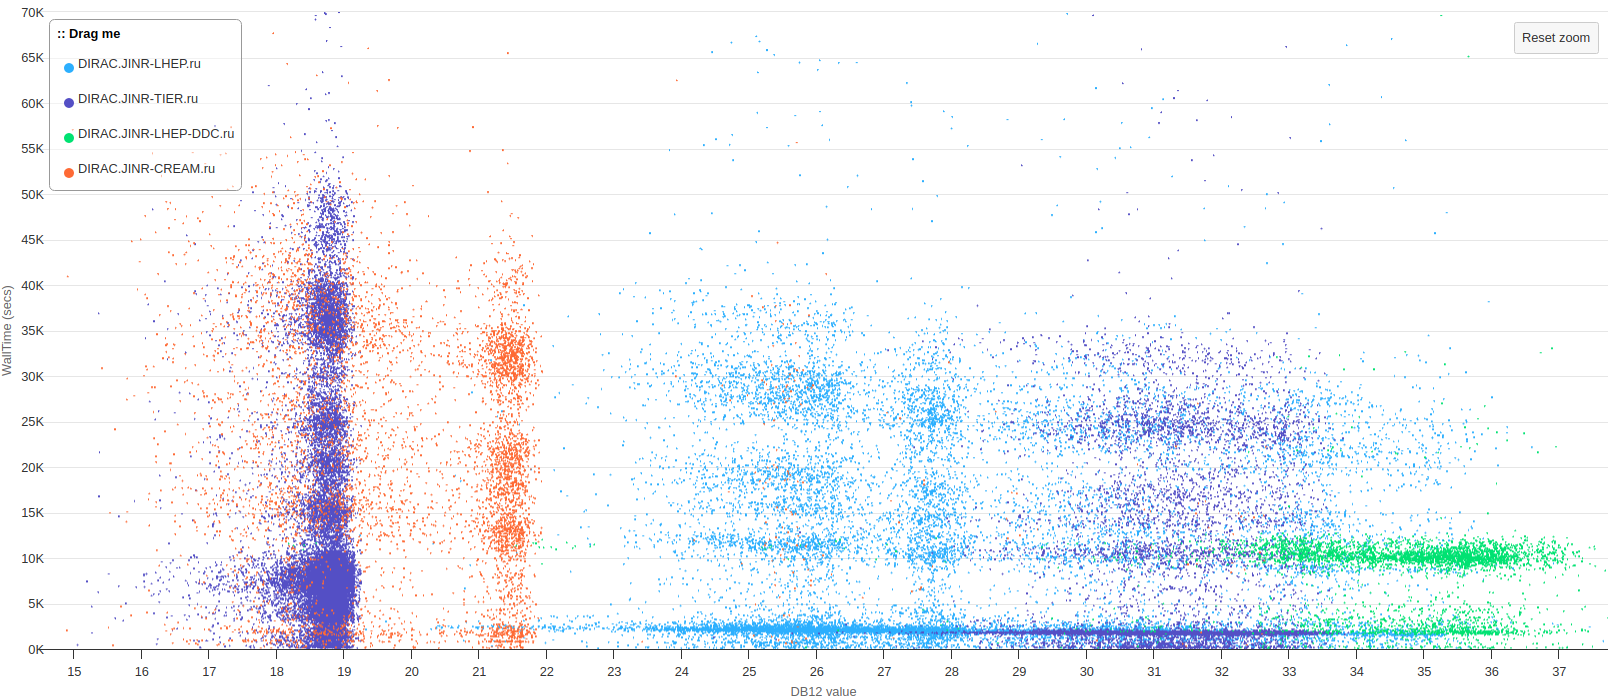 70K
65K
60K
55K
50K
45K
40K
35K
30K
25K
20K
15K
10K
5K
0K
WallTime (secs)
:: Drag me
DIRAC.JINR-LHEP.ru
DIRAC.JINR-TIER.ru
DIRAC.JINR-LHEP-DDC.ru
DIRAC.JINR-CREAM.ru
Reset zoom
15 16 17 18 19 20 21 22 23 24 25 26 27 28 29 30 31 32 33 34 35 36 37
DB12 value